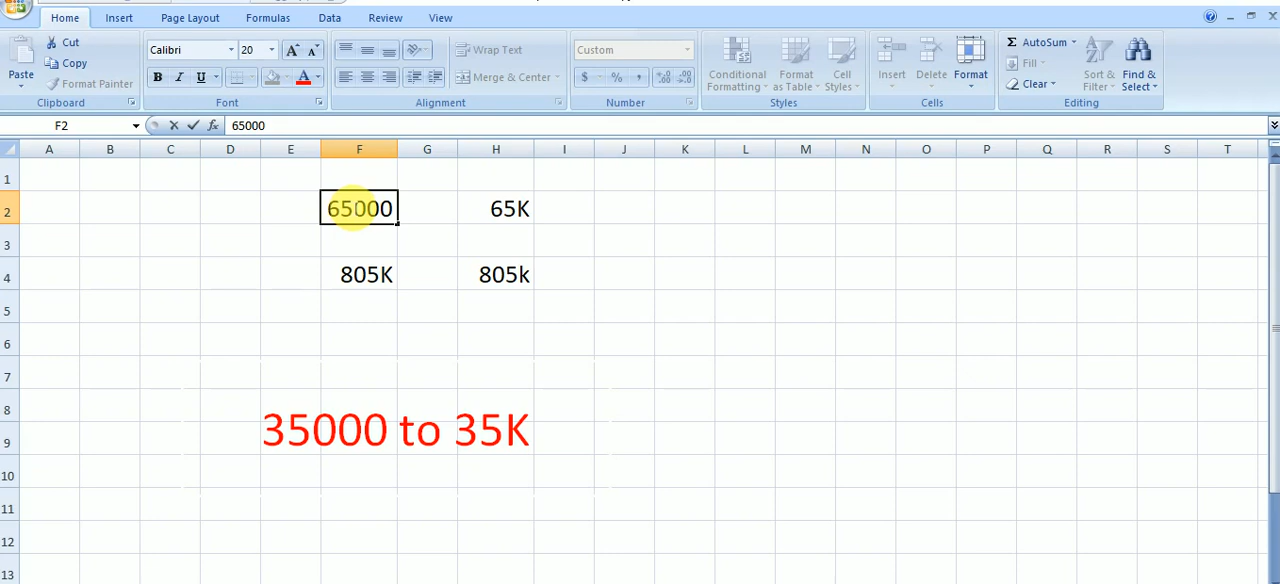 Home Insert Page Layout Formulas Data Review View
Cut Calibri 20 A A Wrap Text Custom AutoSum
Copy Fill
Paste Format Painter B I U A Merge & Center $ % , Conditional Formatting Format as Table Cell Styles Insert Delete Format Clear Sort & Filter Find & Select
Clipboard Font Alignment Number Styles Cells Editing
F2 fx 65000
A B C D E F G H I J K L M N O P Q R S T
1
2 65000 65K
3
4 805K 805k
5
6
7
8
35000 to 35K
9
10
11
12
13